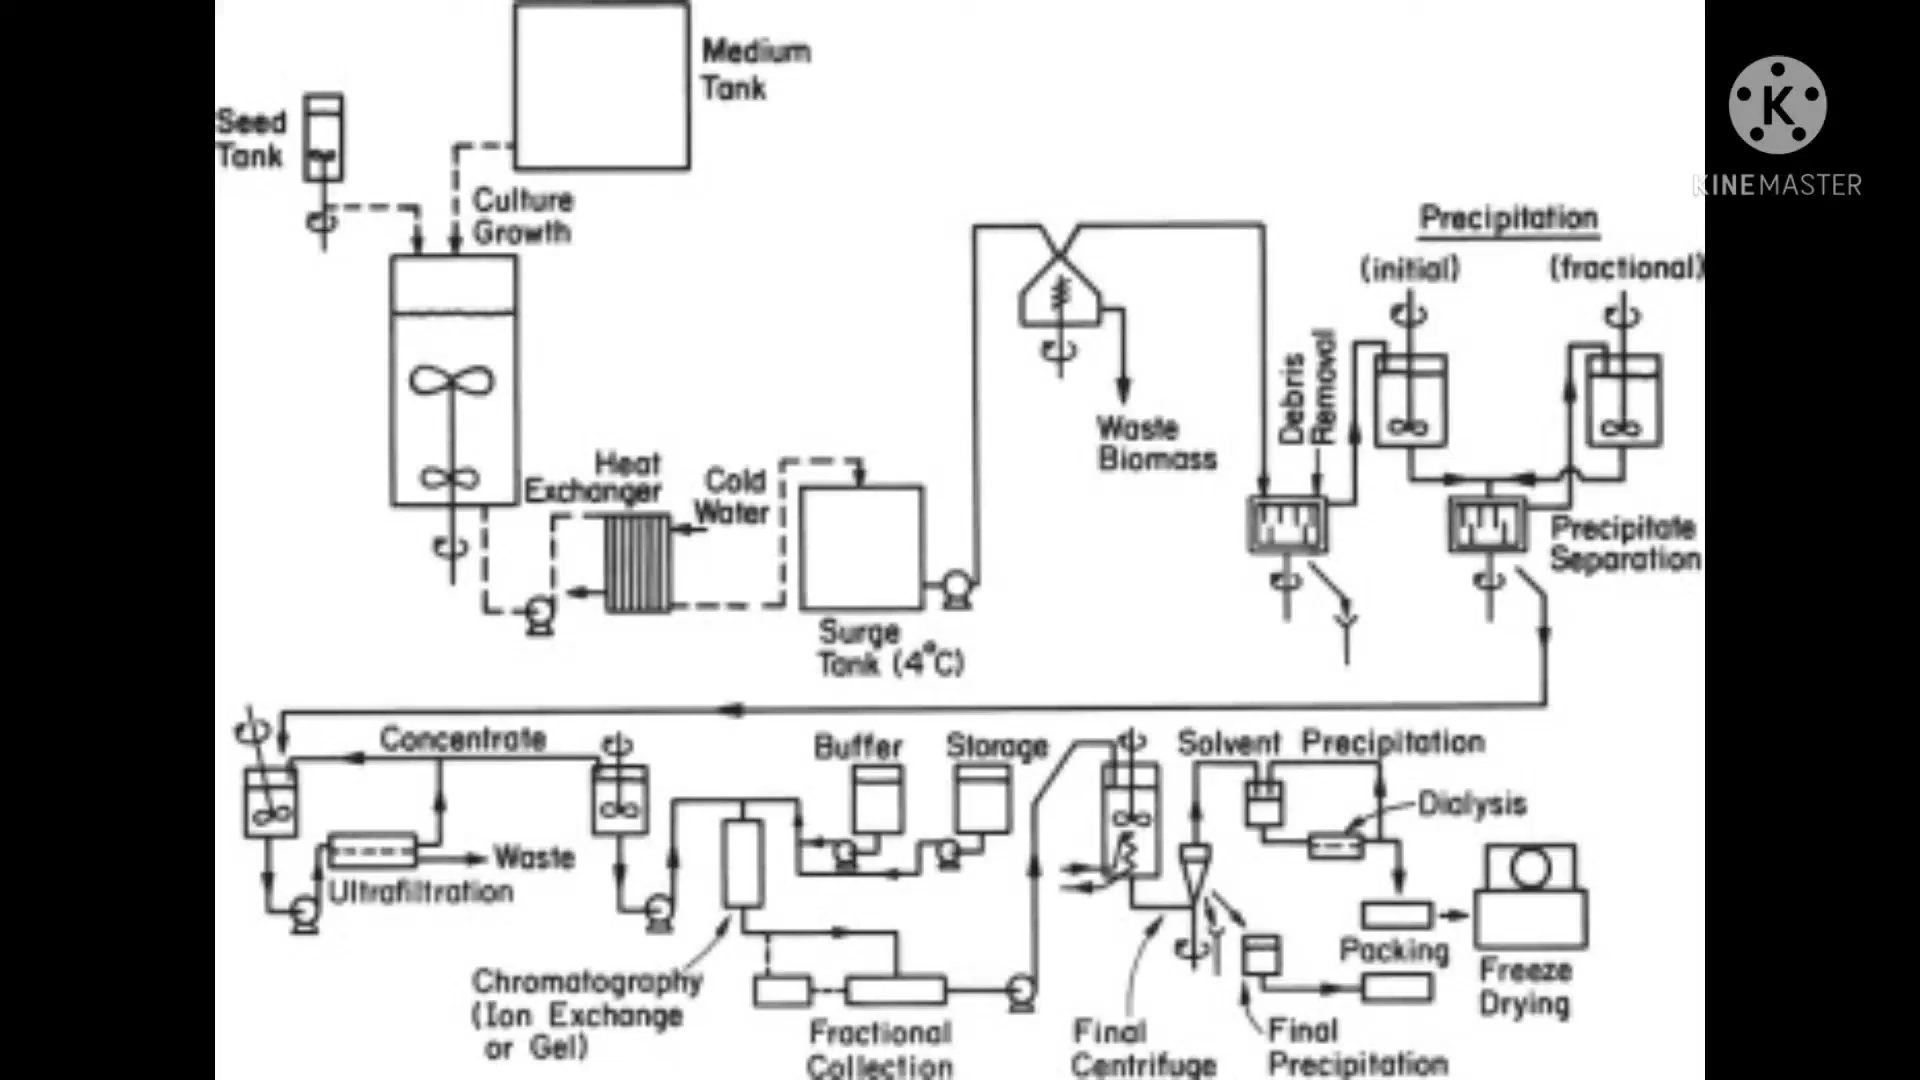 Medium
Tank
Seed
Tank
Culture
Growth
K
KINEMASTER
Precipitation
(initial)
(fractional)
Debris
Removal
Waste
Biomass
Heat
Exchanger
Cold
Water
Precipitate
Separation
Surge
Tank (4°C)
Concentrate
Buffer
Storage
Solvent Precipitation
Dialysis
Waste
Ultrafiltration
Packing
Freeze
Drying
Chromatography
(Ion Exchange
or Gel)
Fractional
Collection
Final
Centrifuge
Final
Precipitation